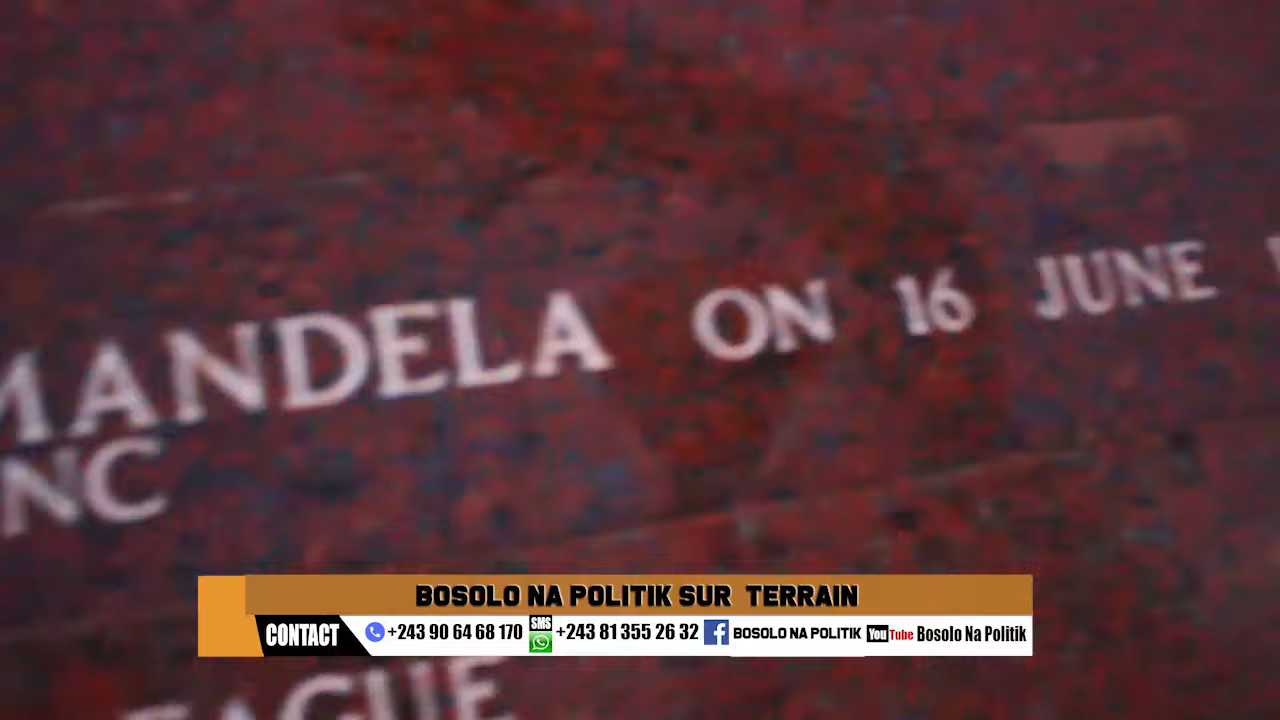 MANDELA ON 16 JUNE
NC
BOSOLO NA POLITIK SUR TERRAIN
CONTACT +243 90 64 68 170 SMS +243 81 355 26 32 BOSOLO NA POLITIK YouTube Bosolo Na Politik
EAGUE